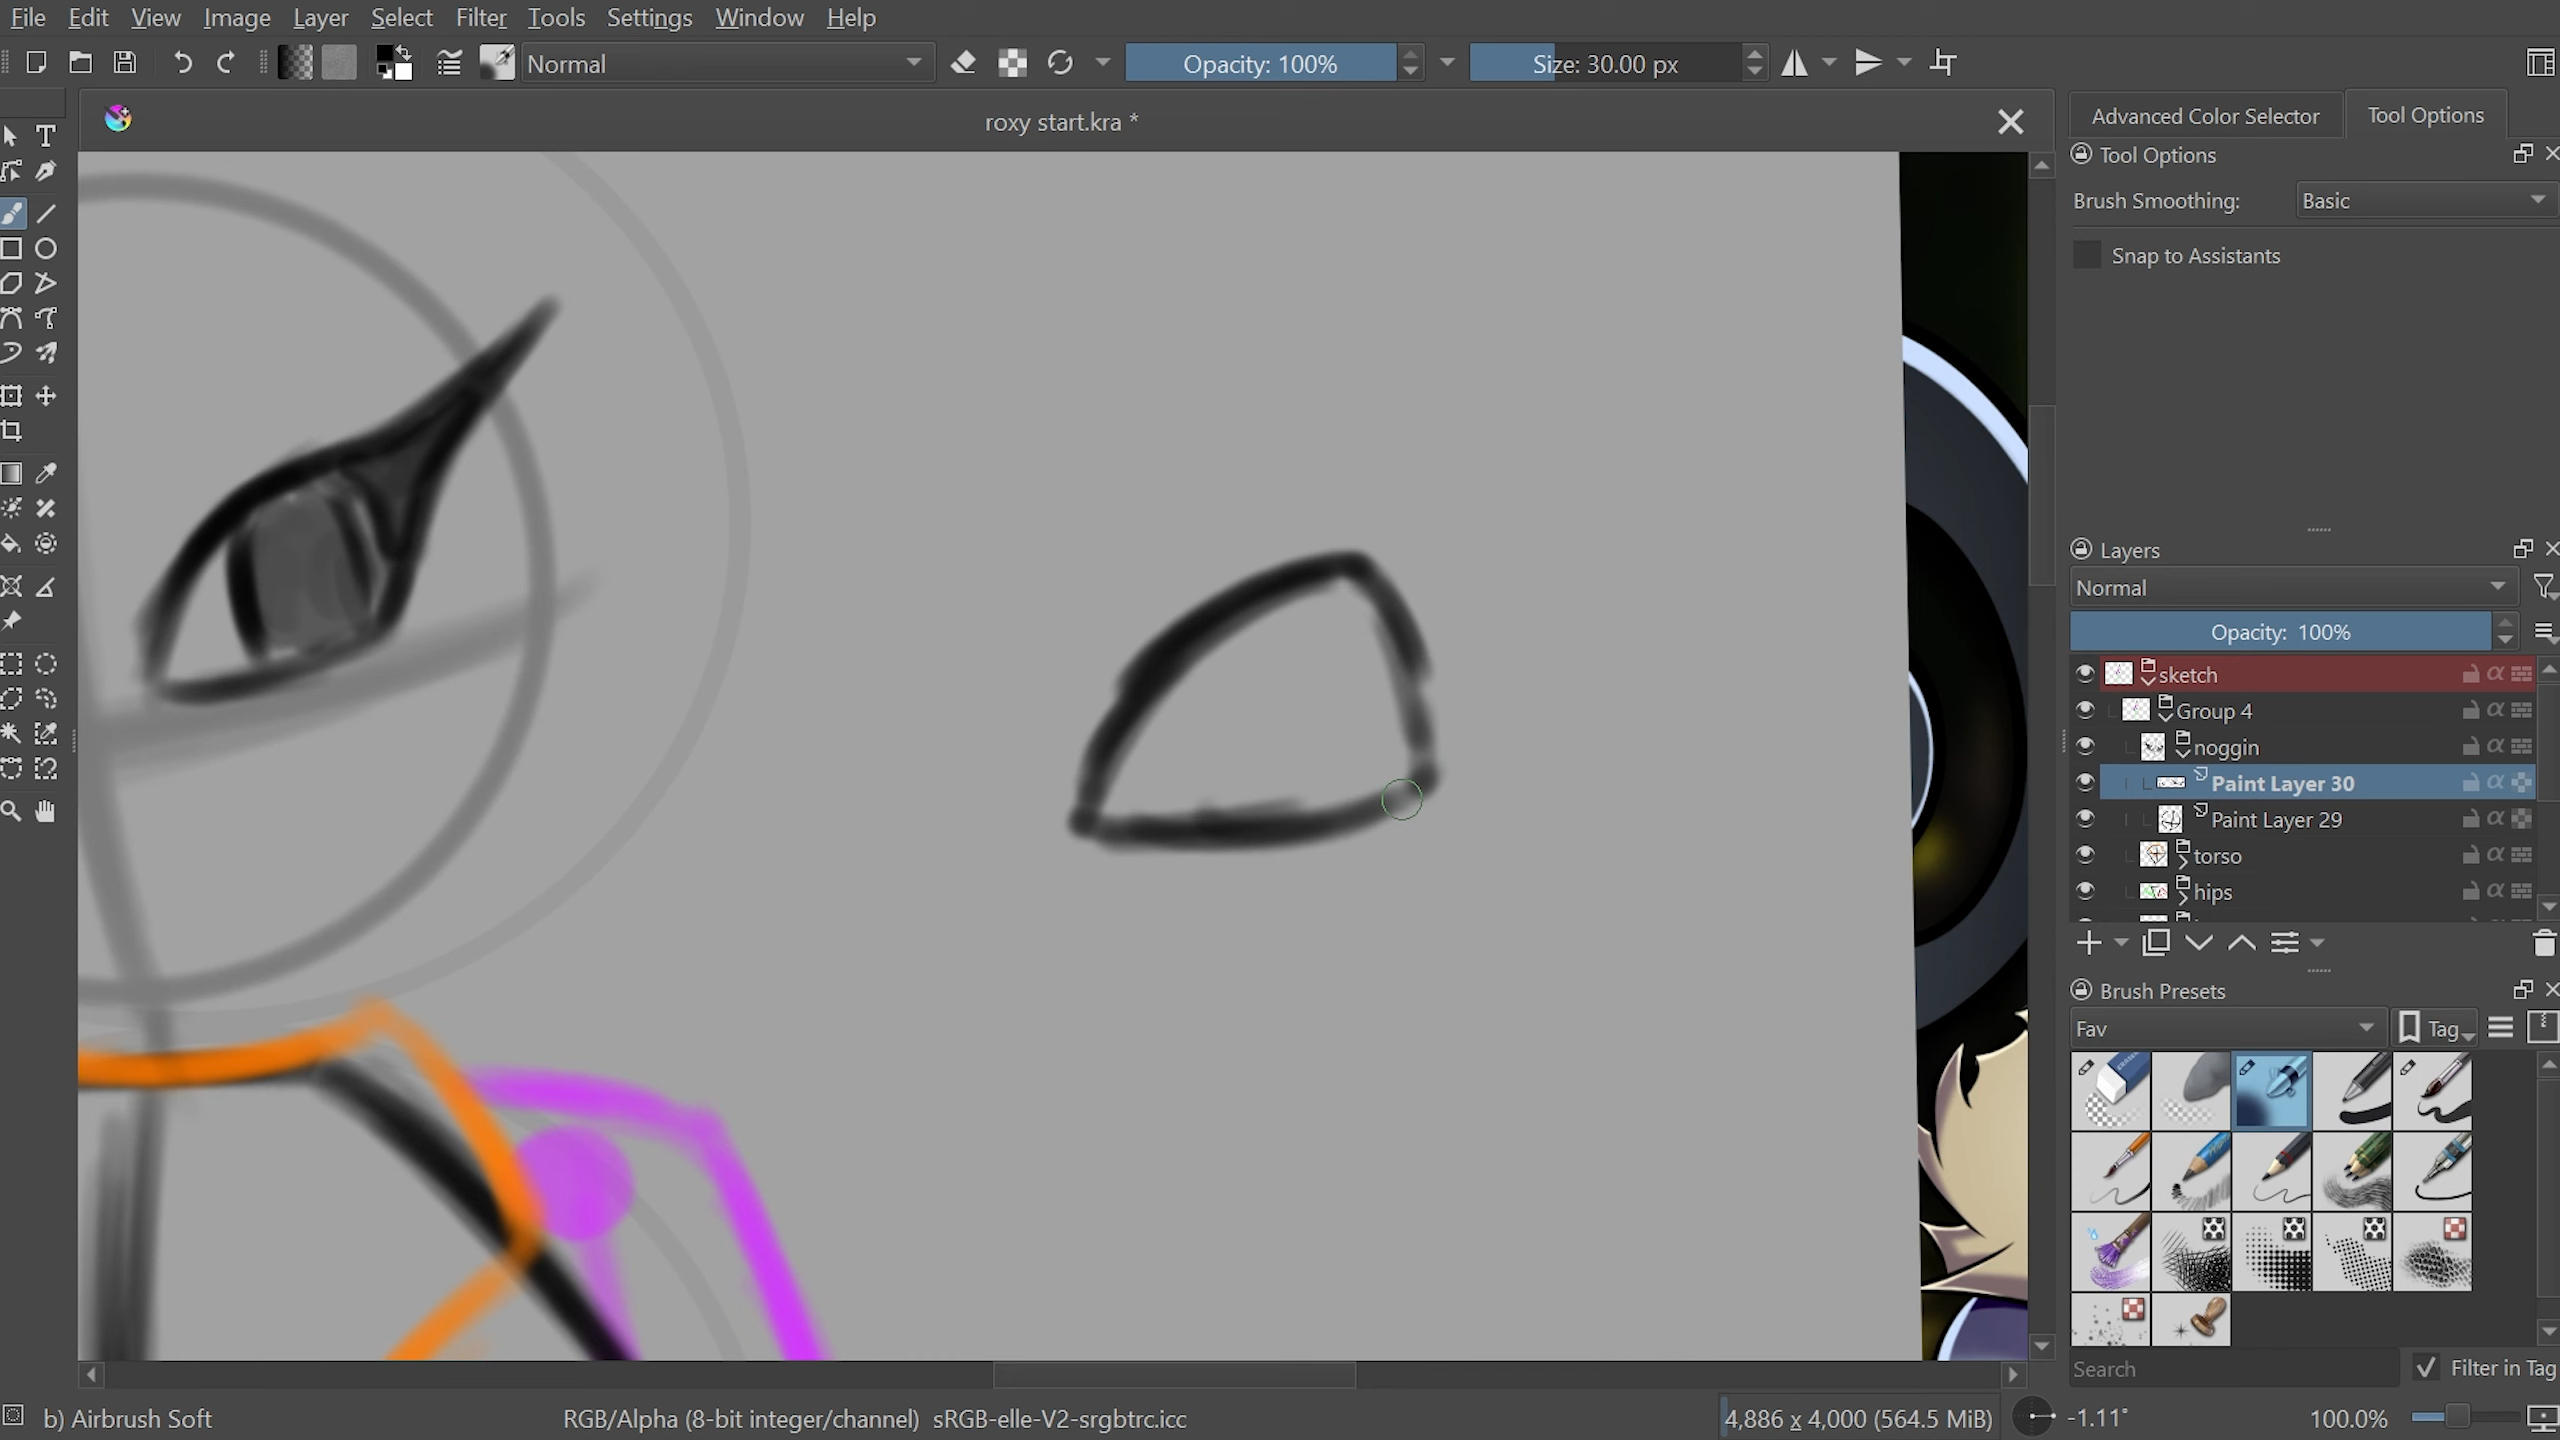 File Edit View Image Layer Select Filter Tools Settings Window Help
Normal Opacity: 100% Size: 30.00 px
roxy start.kra *
Advanced Color Selector Tool Options
Tool Options
Brush Smoothing: Basic
Snap to Assistants
Layers
Normal
Opacity: 100%
sketch
Group 4
noggin
Paint Layer 30
Paint Layer 29
torso
hips
Brush Presets
Fav Tag
Search Filter in Tag
b) Airbrush Soft RGB/Alpha (8-bit integer/channel) sRGB-elle-V2-srgbtrc.icc 4,886 x 4,000 (564.5 MiB) -1.11° 100.0%